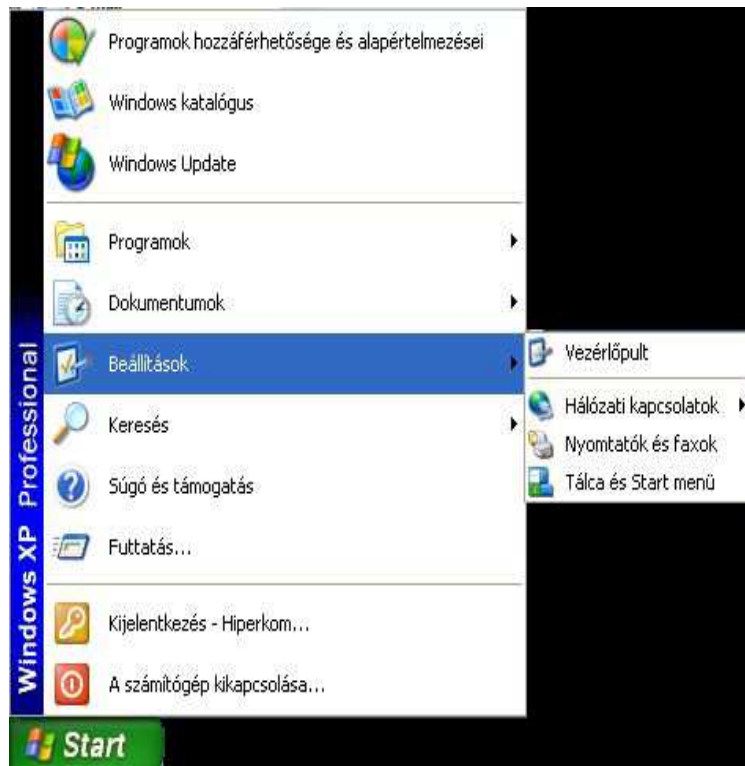 Programok hozzáférhetősége és alapértelmezései
Windows katalógus
Windows Update
Programok
Dokumentumok
Beállítások
Keresés
Súgó és támogatás
Futtatás...
Kijelentkezés - Hiperkom...
A számítógép kikapcsolása...
Vezérlőpult
Hálózati kapcsolatok
Nyomtatók és faxok
Tálca és Start menü
Windows XP Professional
Start